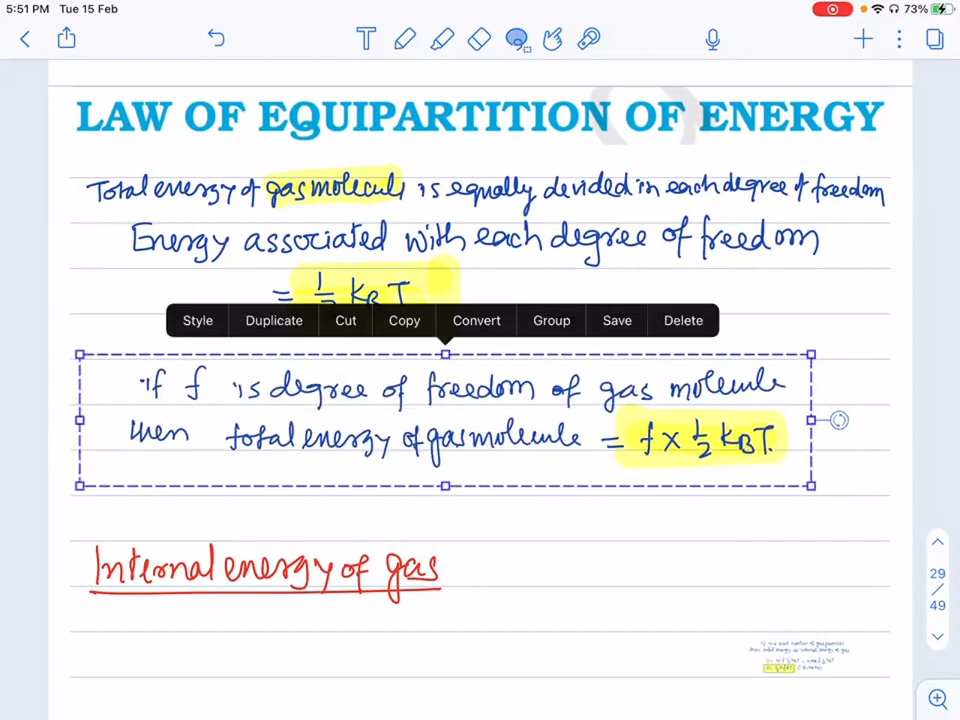 5:51 PM Tue 15 Feb
73%
LAW OF EQUIPARTITION OF ENERGY
Total energy of gas molecule is equally devided in each degree of freedom
Energy associated with each degree of freedom
= 1/2 KBT
Style Duplicate Cut Copy Convert Group Save Delete
if f is degree of freedom of gas molecule
then total energy of gas molecule = f × 1/2 KBT.
Internal energy of gas
29
/
49